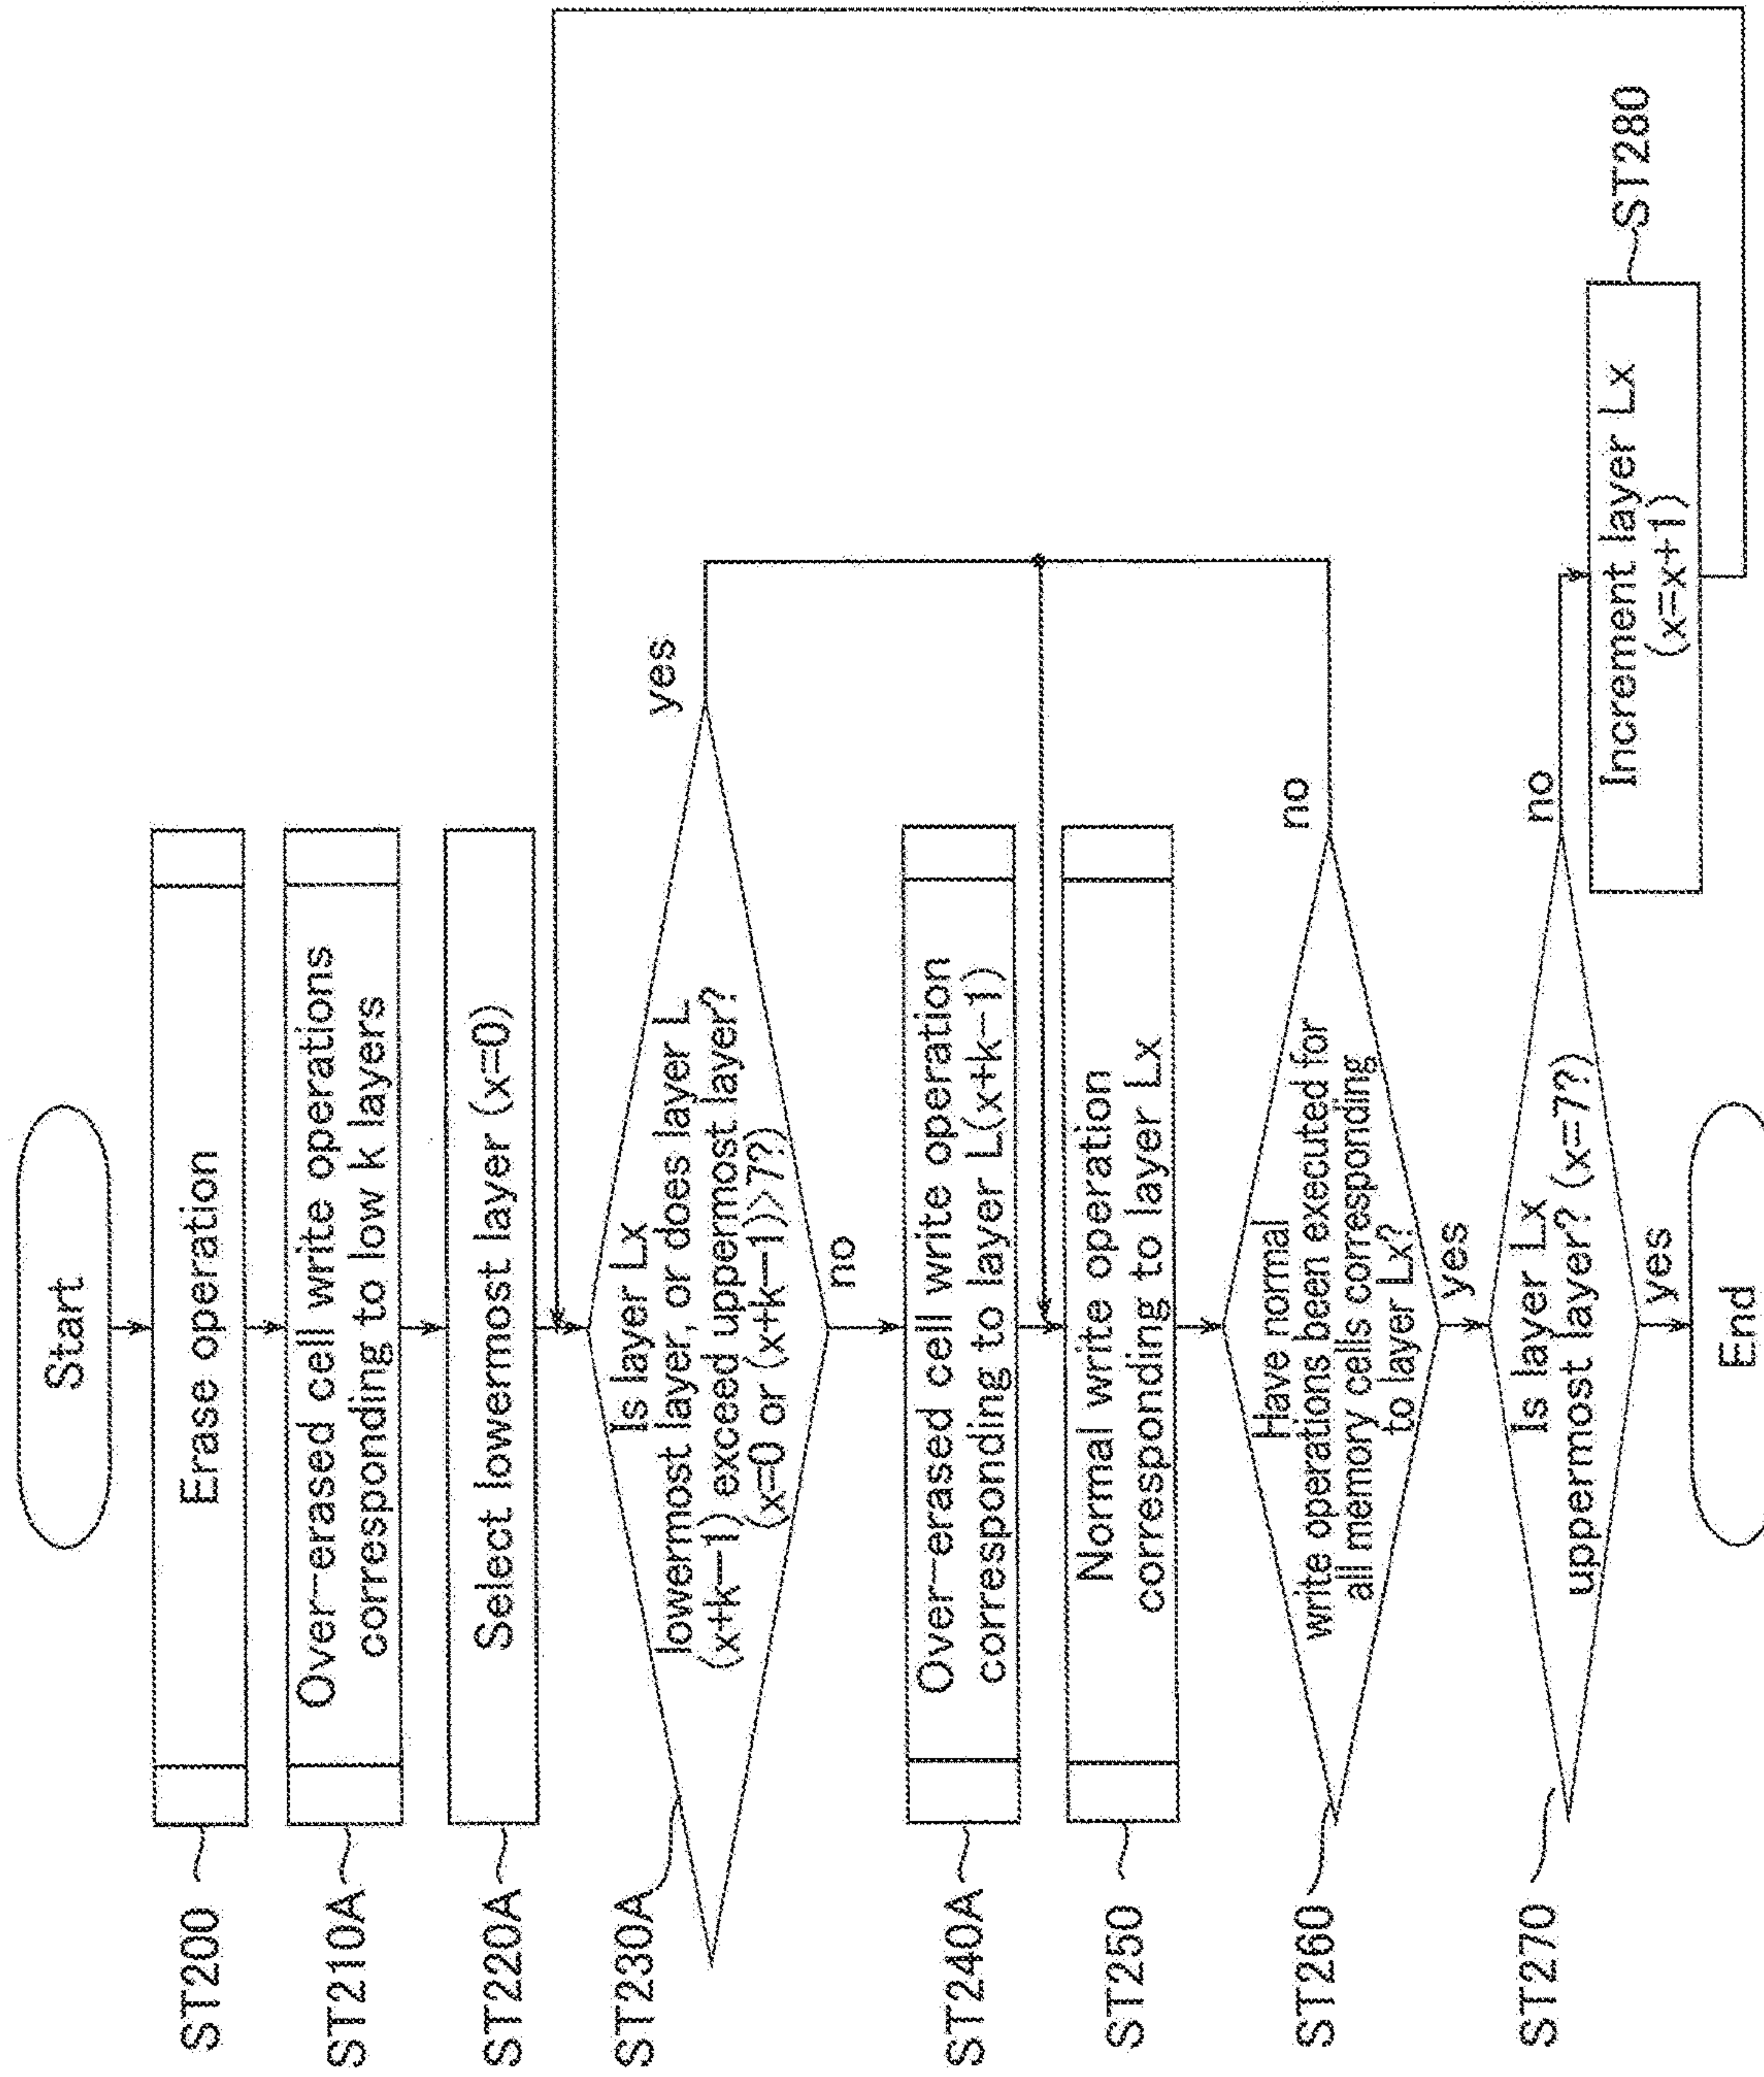 Start
ST200
Erase operation
ST210A
Over-erased cell write operations
corresponding to low k layers
ST220A
Select lowermost layer (x=0)
ST230A
Is layer Lx
lowermost layer, or does layer L
(x+k-1) exceed uppermost layer?
(x=0 or (x+k-1)>7?)
yes
no
ST240A
Over-erased cell write operation
corresponding to layer L(x+k-1)
ST250
Normal write operation
corresponding to layer Lx
ST260
Have normal
write operations been executed for
all memory cells corresponding
to layer Lx?
no
yes
ST270
Is layer Lx
uppermost layer? (x=7?)
no
yes
Increment layer Lx
(x=x+1)
ST280
End